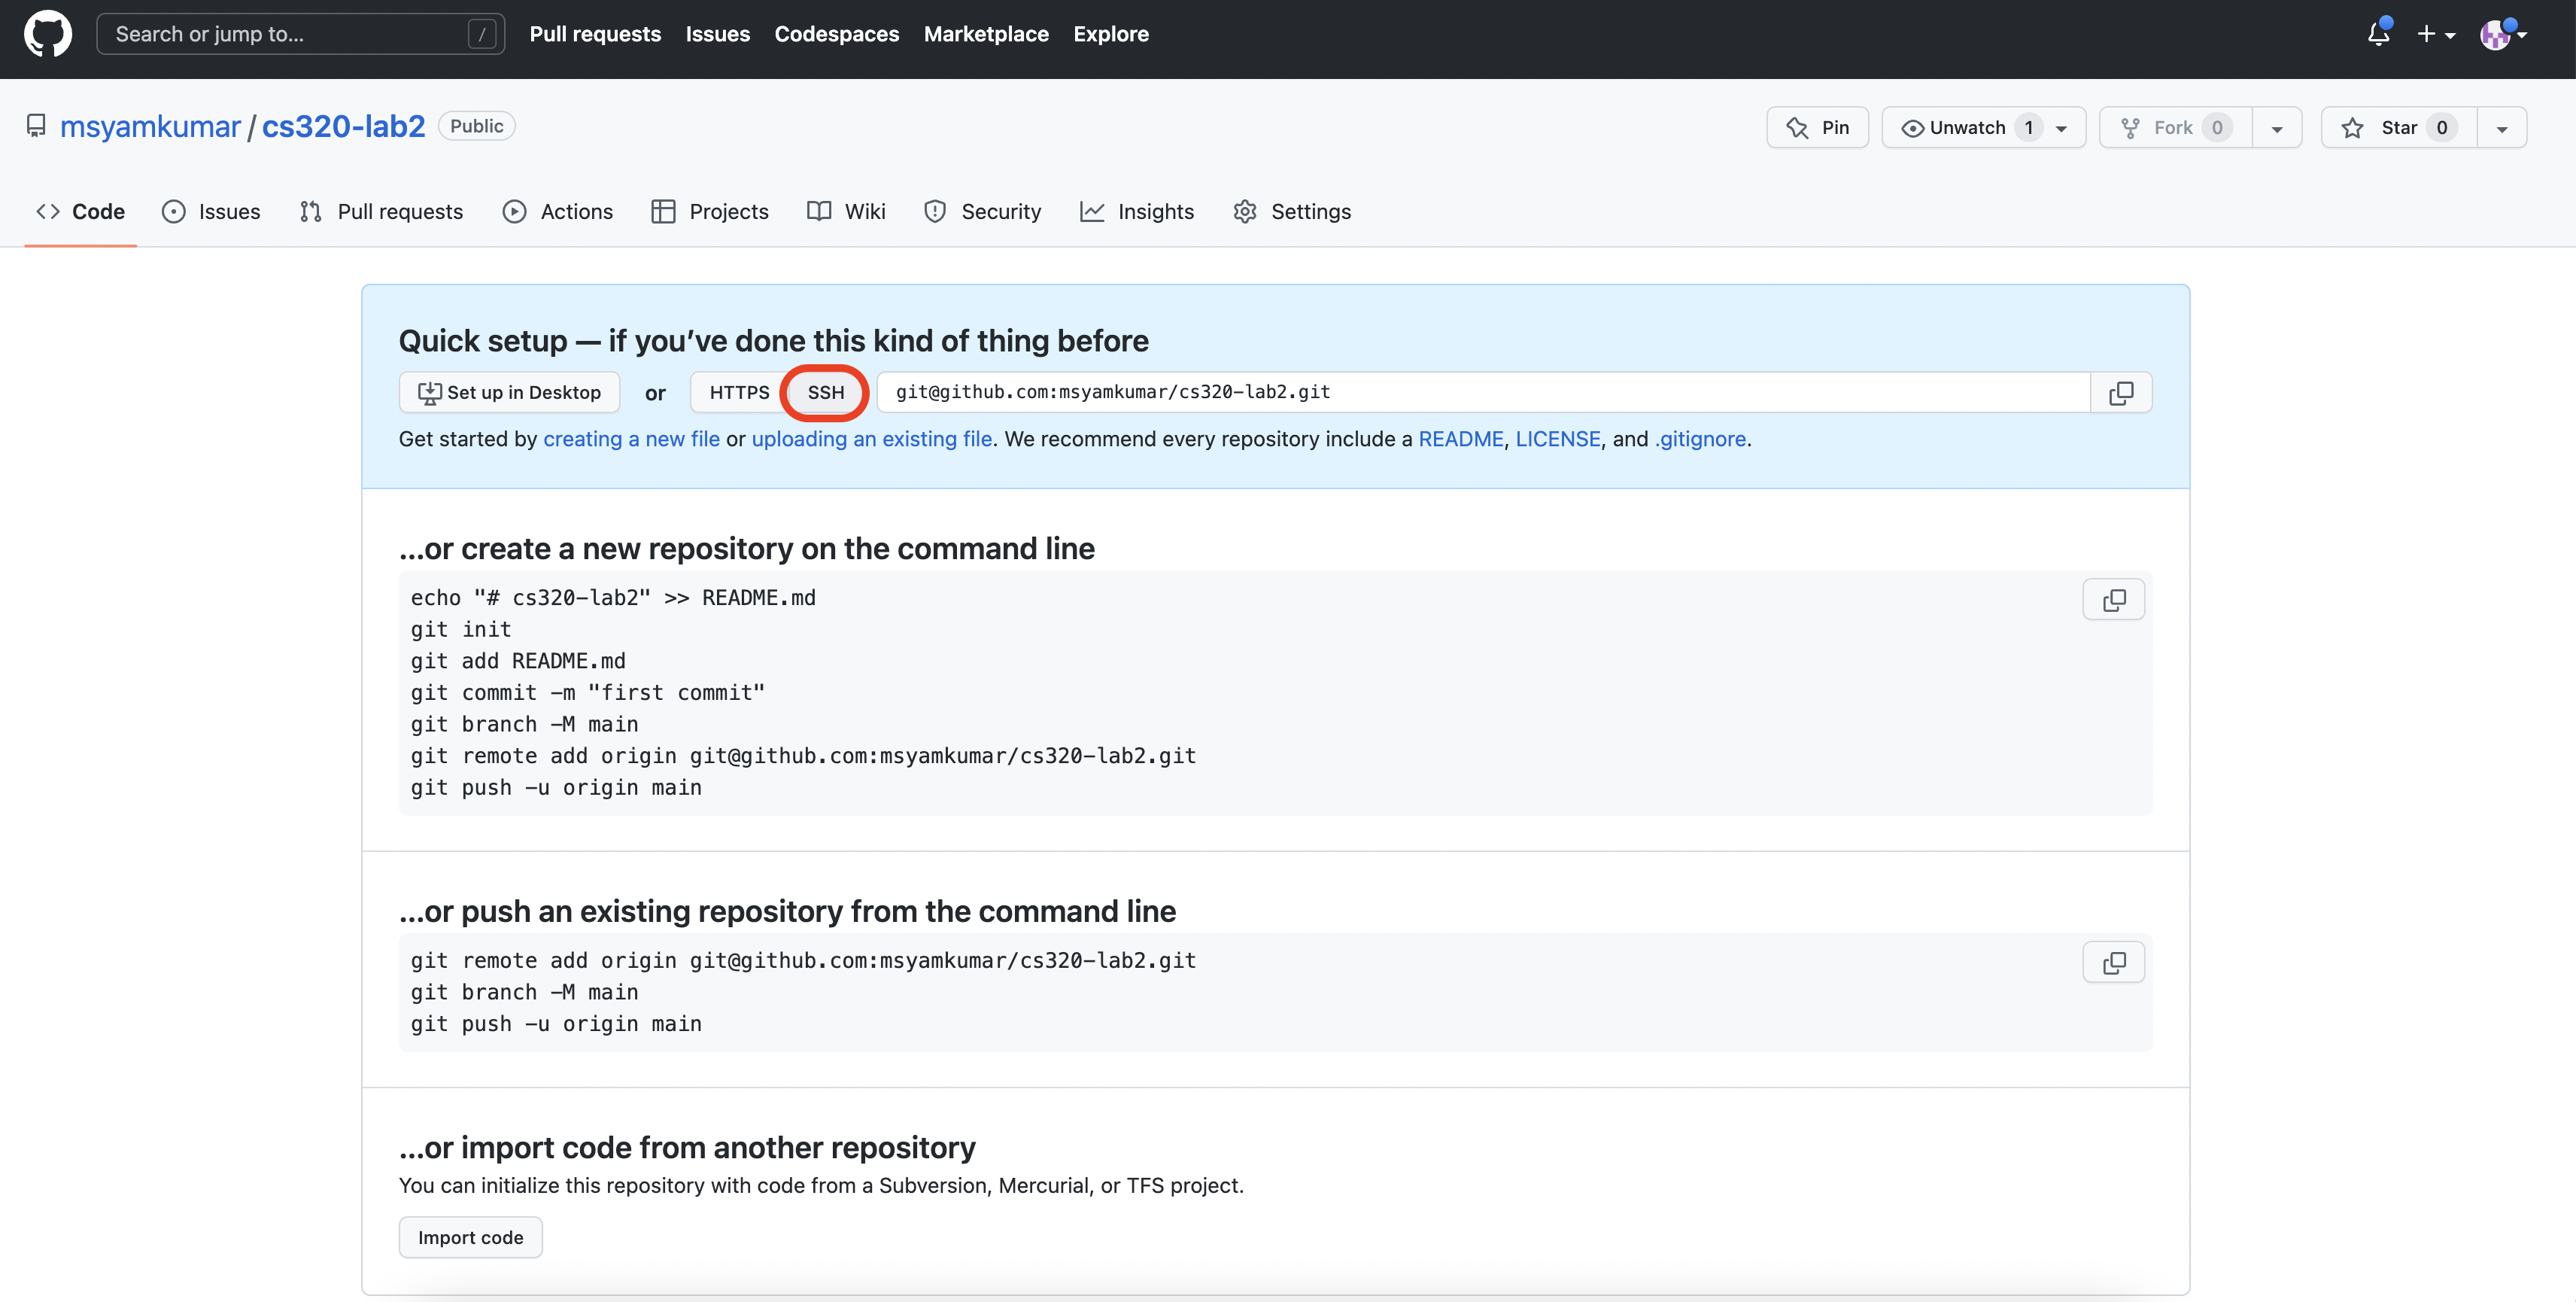 Search or jump to... /
Pull requests Issues Codespaces Marketplace Explore
msyamkumar / cs320-lab2 Public
Pin Unwatch 1 Fork 0 Star 0
Code Issues Pull requests Actions Projects Wiki Security Insights Settings
Quick setup — if you’ve done this kind of thing before
Set up in Desktop or HTTPS SSH git@github.com:msyamkumar/cs320-lab2.git
Get started by creating a new file or uploading an existing file. We recommend every repository include a README, LICENSE, and .gitignore.
...or create a new repository on the command line
echo "# cs320-lab2" >> README.md
git init
git add README.md
git commit -m "first commit"
git branch -M main
git remote add origin git@github.com:msyamkumar/cs320-lab2.git
git push -u origin main
...or push an existing repository from the command line
git remote add origin git@github.com:msyamkumar/cs320-lab2.git
git branch -M main
git push -u origin main
...or import code from another repository
You can initialize this repository with code from a Subversion, Mercurial, or TFS project.
Import code